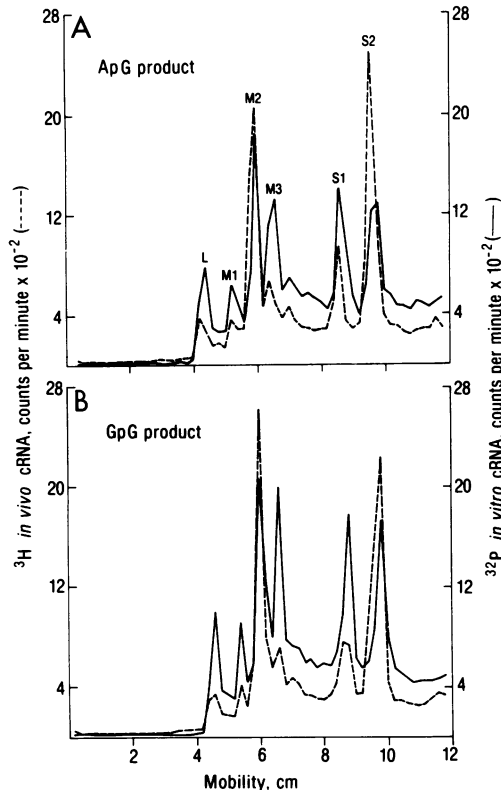 A
ApG product
28
20
12
4
28
20
12
4
L
M1
M2
M3
S1
S2
B
GpG product
28
20
12
4
28
20
12
4
2
4
6
8
10
12
Mobility, cm
³H in vivo cRNA, counts per minute x 10⁻² (----)
³²P in vitro cRNA, counts per minute x 10⁻² (——)